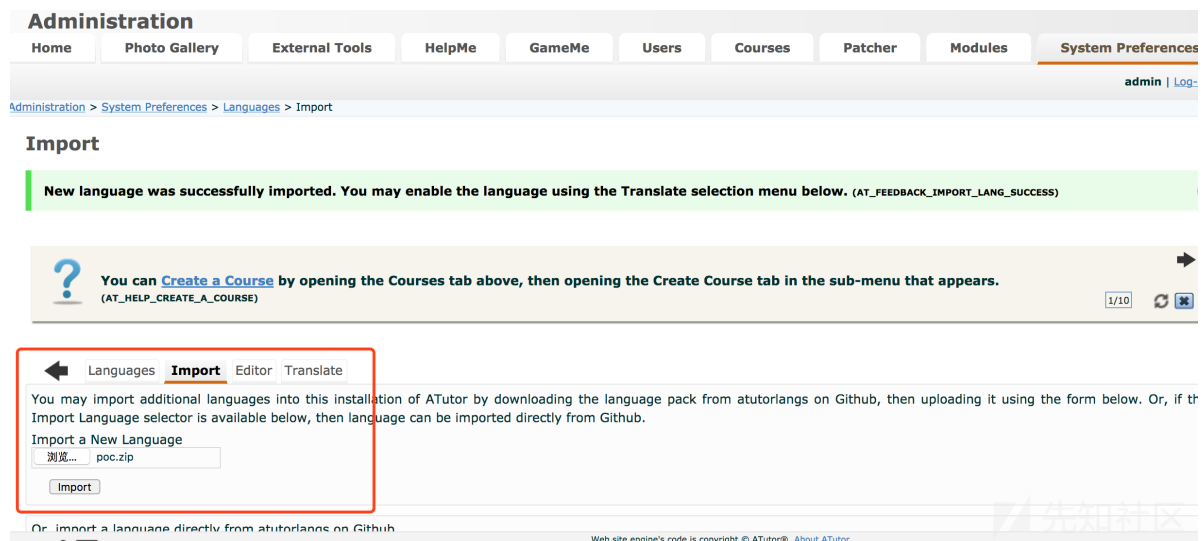 Administration
Home Photo Gallery External Tools HelpMe GameMe Users Courses Patcher Modules System Preferences
admin | Log-
Administration > System Preferences > Languages > Import
Import
New language was successfully imported. You may enable the language using the Translate selection menu below. (AT_FEEDBACK_IMPORT_LANG_SUCCESS)
You can Create a Course by opening the Courses tab above, then opening the Create Course tab in the sub-menu that appears.
(AT_HELP_CREATE_A_COURSE)
1/10
Languages Import Editor Translate
You may import additional languages into this installation of ATutor by downloading the language pack from atutorlangs on Github, then uploading it using the form below. Or, if th
Import Language selector is available below, then language can be imported directly from Github.
Import a New Language
浏览... poc.zip
Import
先知社区
Or, import a language directly from atutorlangs on Github
Web site engine's code is copyright © ATutor®. About ATutor